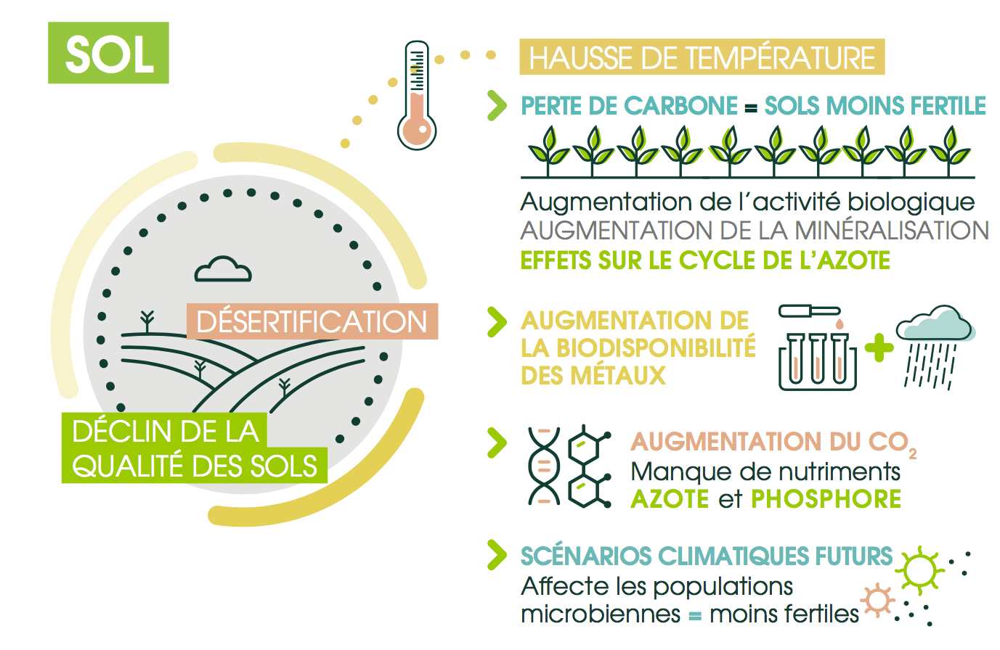 SOL
HAUSSE DE TEMPÉRATURE
PERTE DE CARBONE = SOLS MOINS FERTILE
Augmentation de l'activité biologique
AUGMENTATION DE LA MINÉRALISATION
EFFETS SUR LE CYCLE DE L'AZOTE
DÉSERTIFICATION
DÉCLIN DE LA
QUALITÉ DES SOLS
AUGMENTATION DE
LA BIODISPONIBILITÉ
DES MÉTAUX
AUGMENTATION DU CO₂
Manque de nutriments
AZOTE et PHOSPHORE
SCÉNARIOS CLIMATIQUES FUTURS
Affecte les populations
microbiennes = moins fertiles